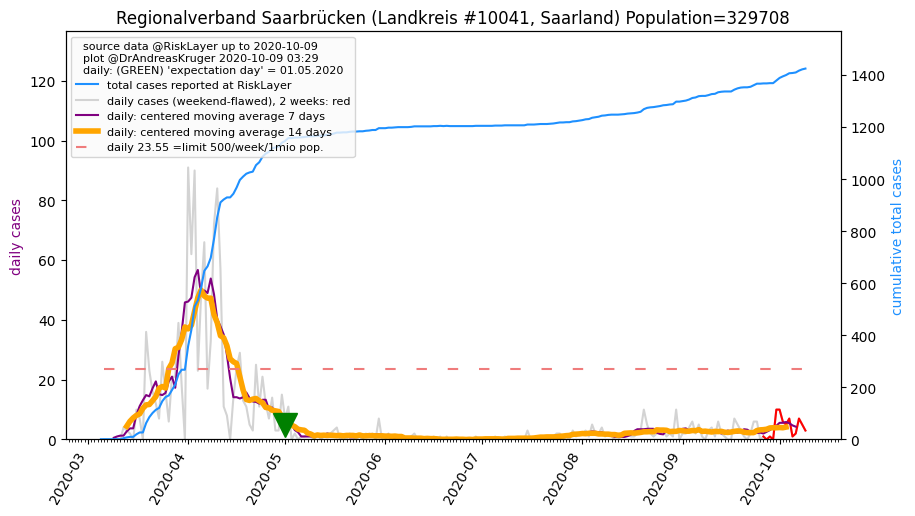 Regionalverband Saarbrücken (Landkreis #10041, Saarland) Population=329708
source data @RiskLayer up to 2020-10-09
plot @DrAndreasKruger 2020-10-09 03:29
daily: (GREEN) 'expectation day' = 01.05.2020
total cases reported at RiskLayer
daily cases (weekend-flawed), 2 weeks: red
daily: centered moving average 7 days
daily: centered moving average 14 days
daily 23.55 =limit 500/week/1mio pop.
daily cases
120
100
80
60
40
20
0
cumulative total cases
1400
1200
1000
800
600
400
200
0
2020-03
2020-04
2020-05
2020-06
2020-07
2020-08
2020-09
2020-10